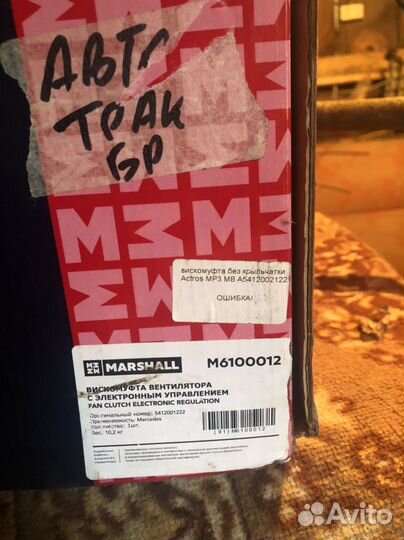 АВТО
ТРАК
БР
вискомуфта без крыльчатки
Actros MP3 MB A5412002122
ОШИБКА!
MARSHALL
M6100012
ВИСКОМУФТА ВЕНТИЛЯТОРА
С ЭЛЕКТРОННЫМ УПРАВЛЕНИЕМ
FAN CLUTCH ELECTRONIC REGULATION
Оригинальный номер: 5412001222
Применяемость: Mercedes
Количество: 1шт.
Вес: 10,2 кг
(91)M6100012
Avito